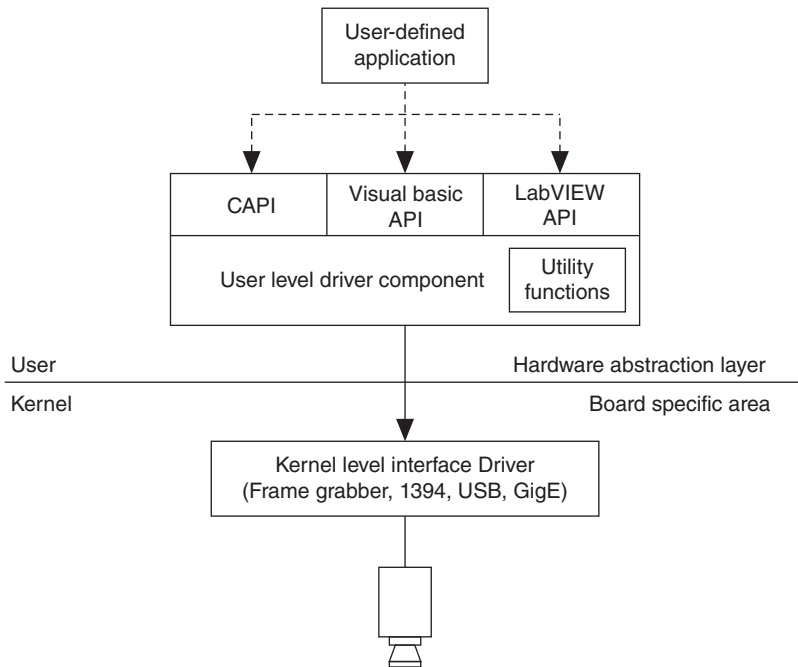 User-defined
application
CAPI
Visual basic
API
LabVIEW
API
User level driver component
Utility
functions
User
Hardware abstraction layer
Kernel
Board specific area
Kernel level interface Driver
(Frame grabber, 1394, USB, GigE)